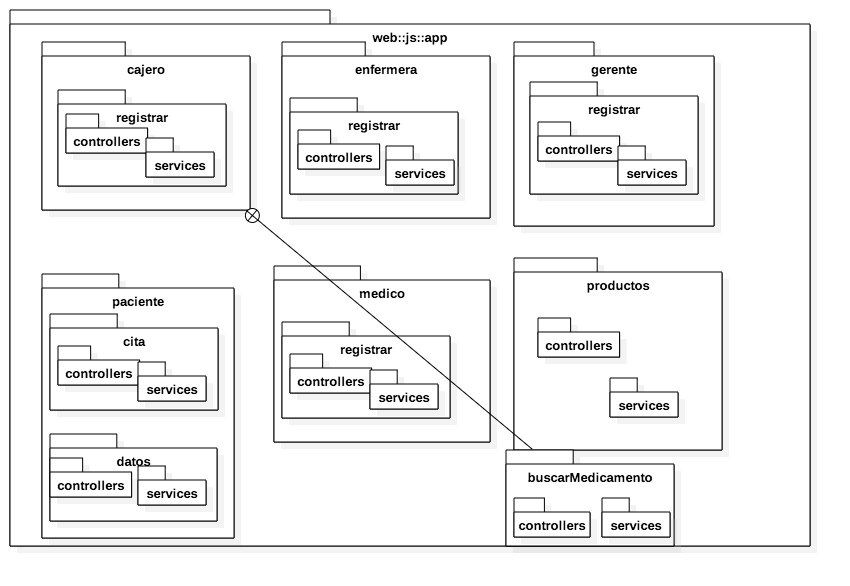 web::js::app
cajero
registrar
controllers
services
enfermera
registrar
controllers
services
gerente
registrar
controllers
services
paciente
cita
controllers
services
datos
controllers
services
medico
registrar
controllers
services
productos
controllers
services
buscarMedicamento
controllers
services